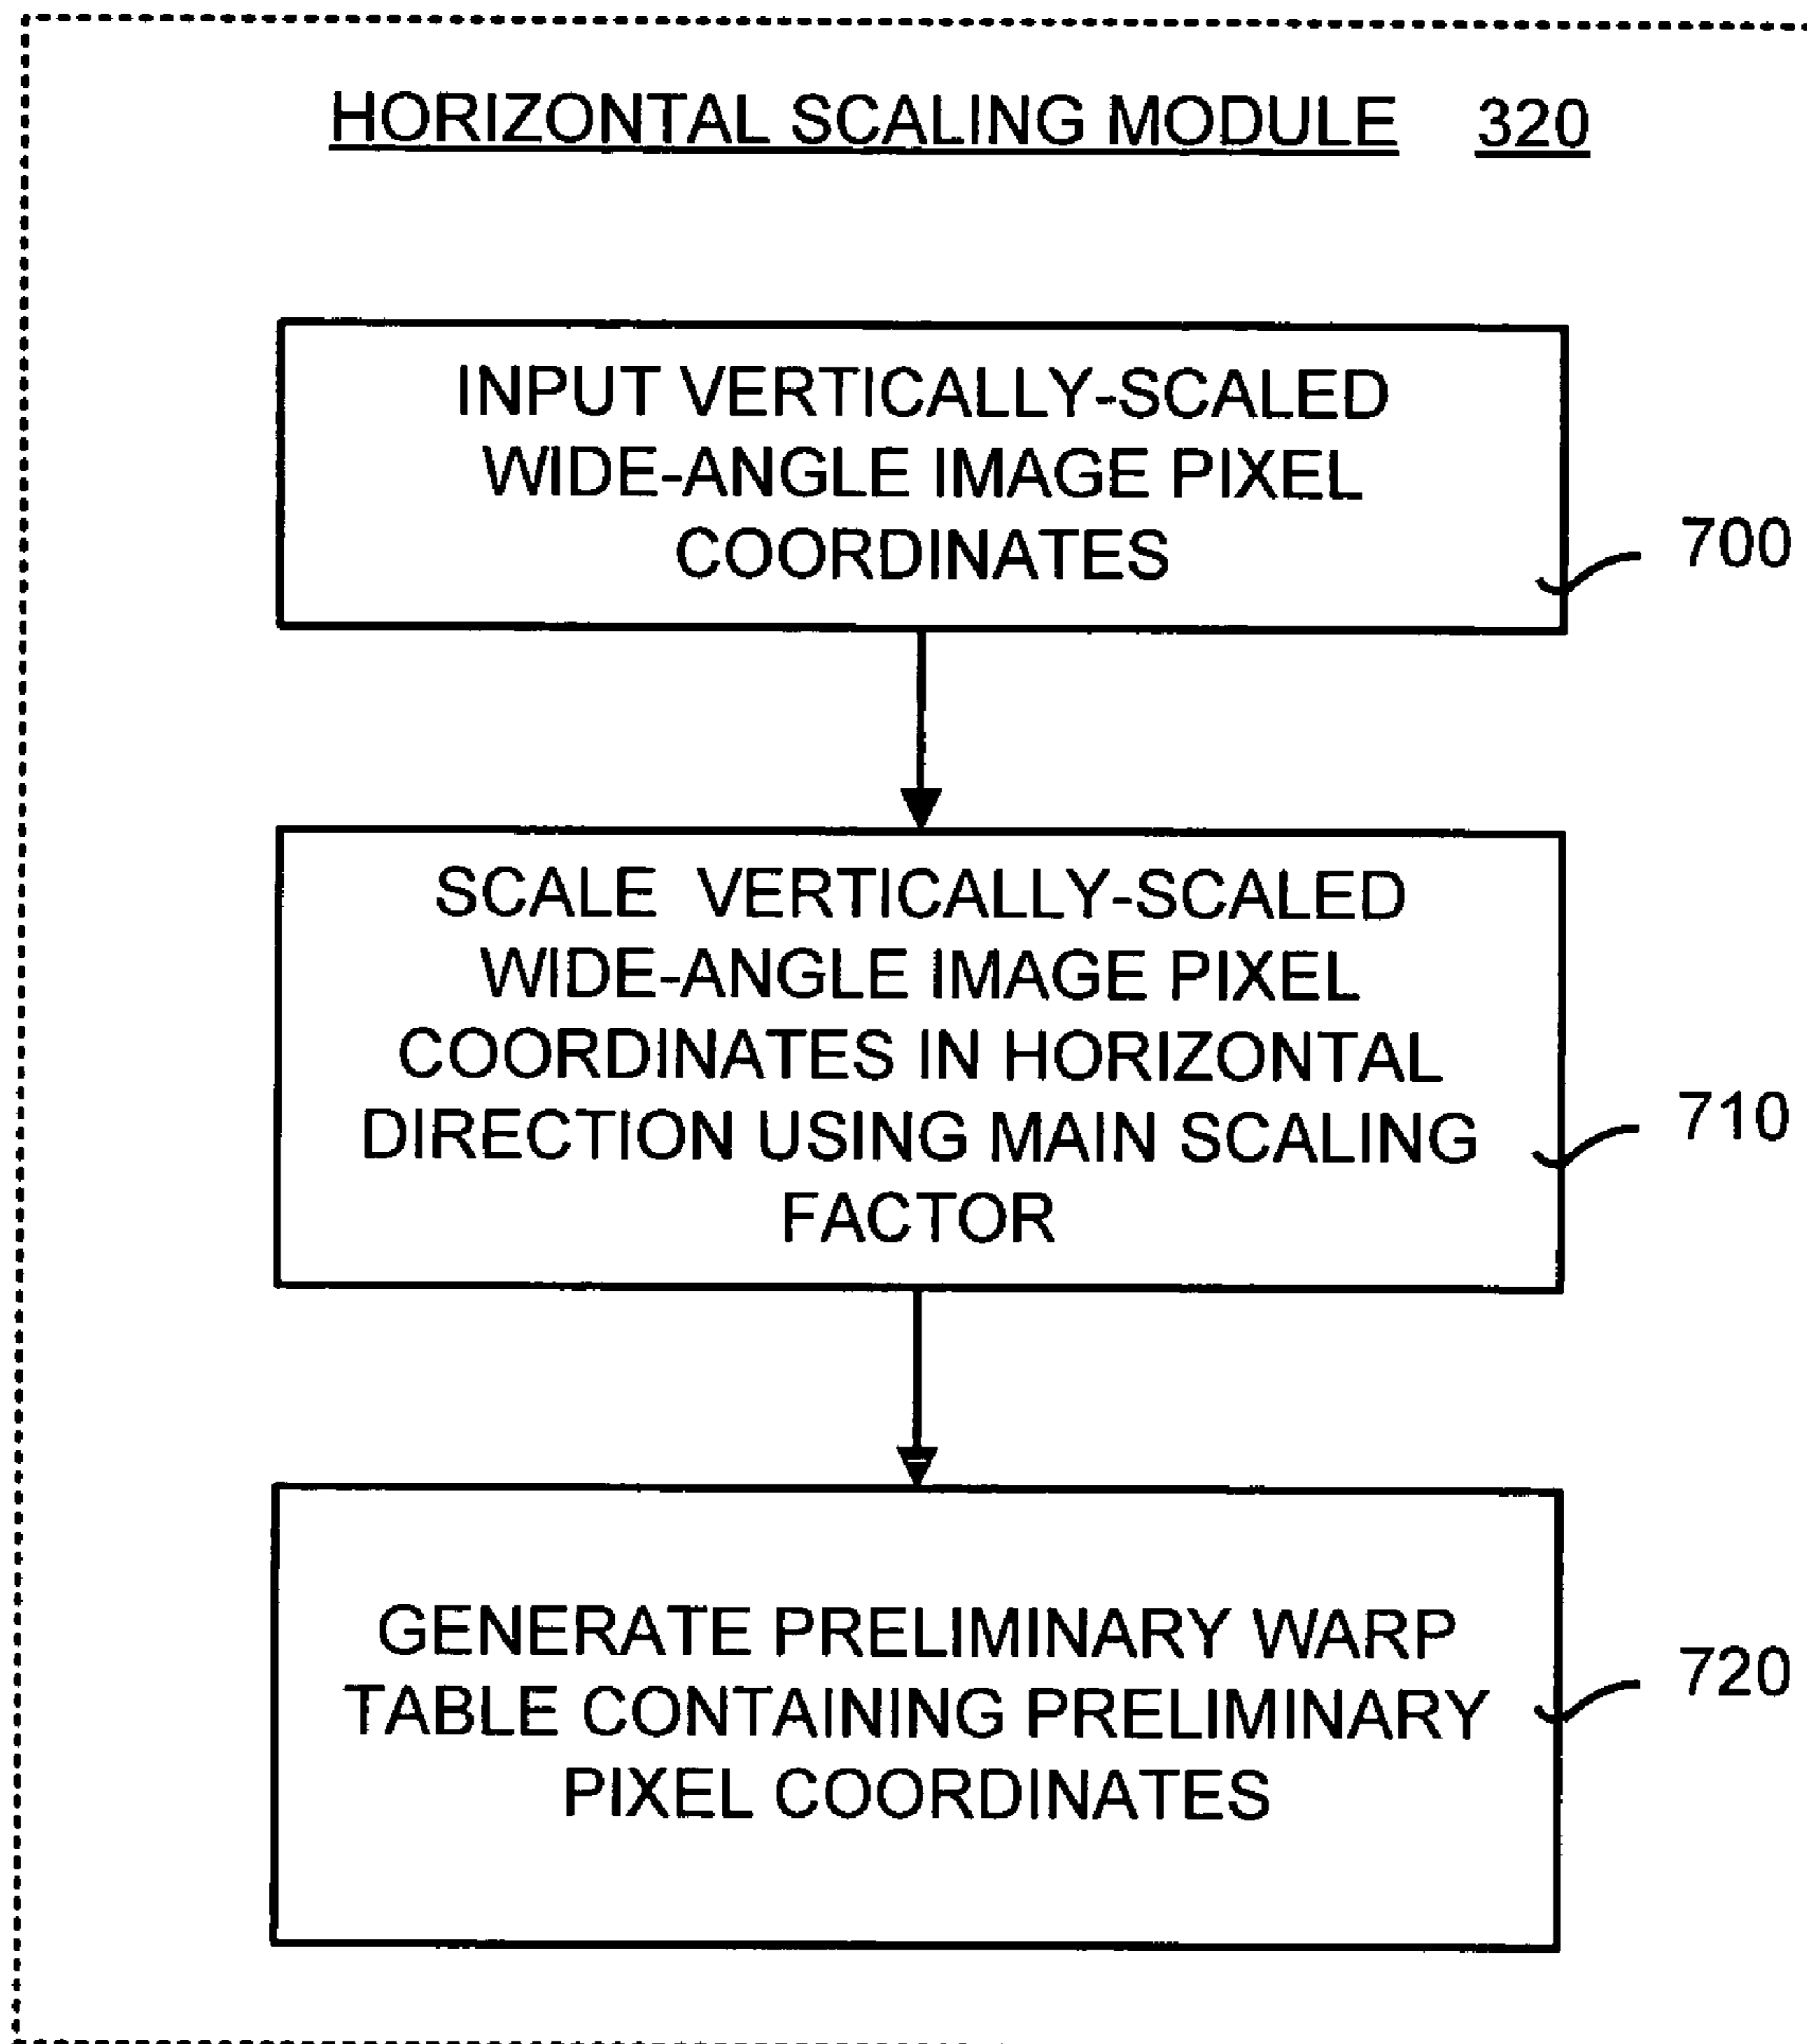 HORIZONTAL SCALING MODULE 320
INPUT VERTICALLY-SCALED
WIDE-ANGLE IMAGE PIXEL
COORDINATES
700
SCALE VERTICALLY-SCALED
WIDE-ANGLE IMAGE PIXEL
COORDINATES IN HORIZONTAL
DIRECTION USING MAIN SCALING
FACTOR
710
GENERATE PRELIMINARY WARP
TABLE CONTAINING PRELIMINARY
PIXEL COORDINATES
720